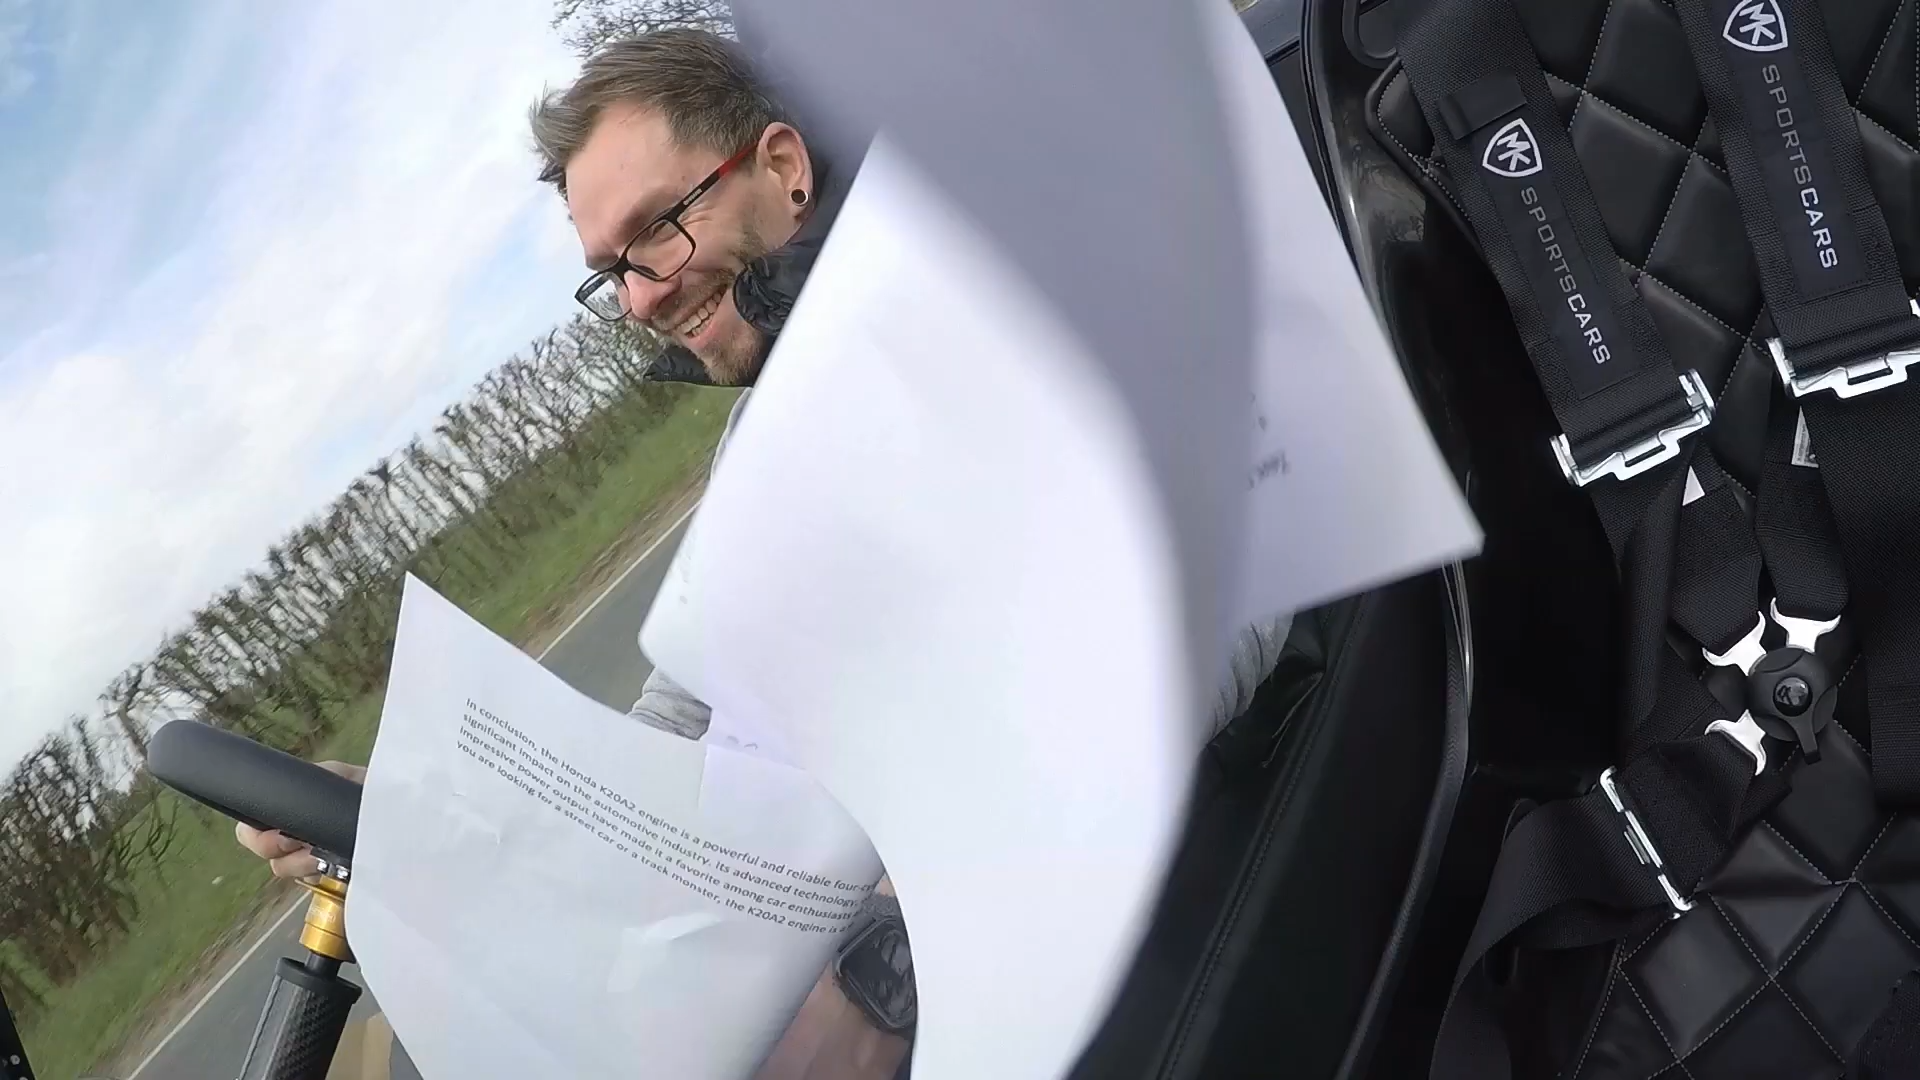 In conclusion, the Honda K20A2 engine is a powerful and reliable four-cy
significant impact on the automotive industry. Its advanced technology,
impressive power output have made it a favorite among car enthusiasts
you are looking for a street car or a track monster, the K20A2 engine is a
MK SPORTSCARS
MK SPORTSCARS